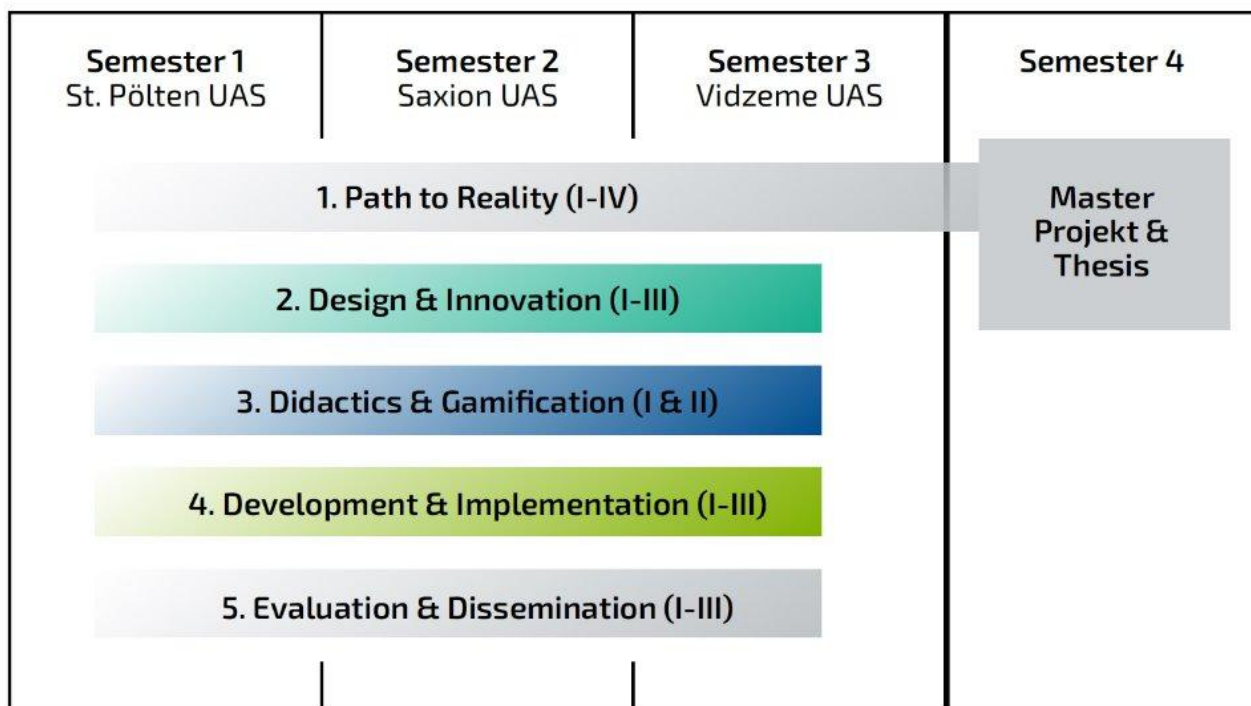 Semester 1
St. Pölten UAS
Semester 2
Saxion UAS
Semester 3
Vidzeme UAS
Semester 4
1. Path to Reality (I-IV)
Master
Projekt &
Thesis
2. Design & Innovation (I-III)
3. Didactics & Gamification (I & II)
4. Development & Implementation (I-III)
5. Evaluation & Dissemination (I-III)